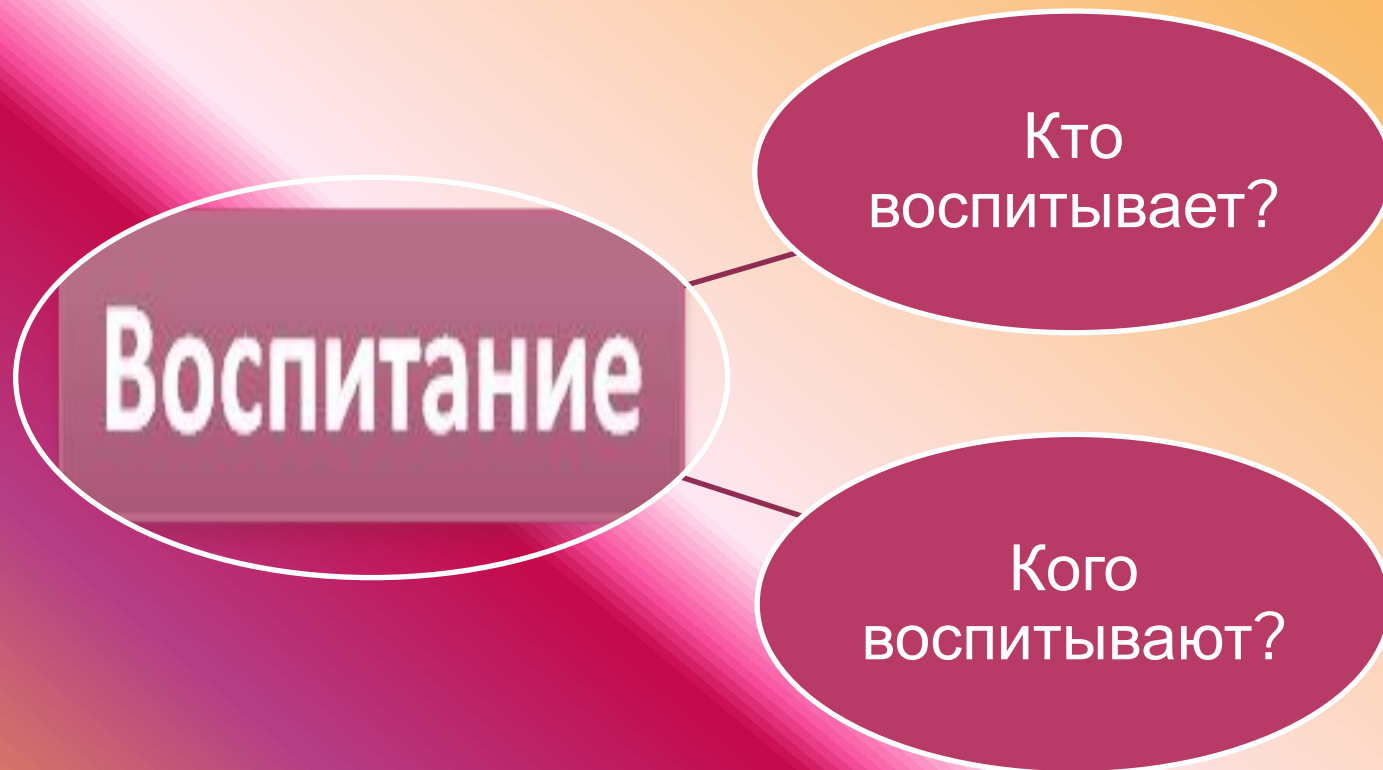 Воспитание
Кто
воспитывает?
Кого
воспитывают?